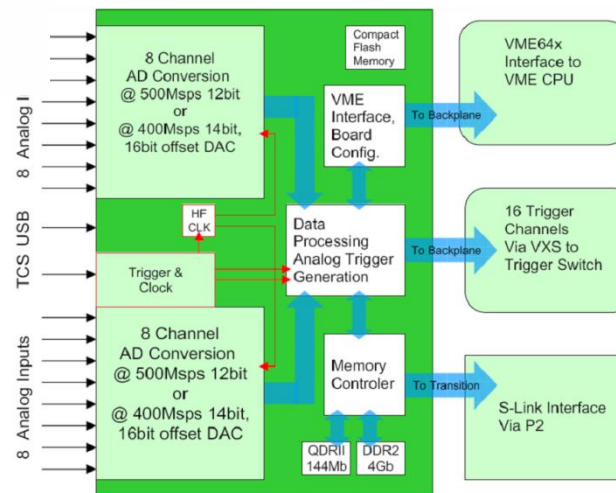 8 Analog I
TCS USB
8 Analog Inputs
8 Channel
AD Conversion
@ 500Msps 12bit
or
@ 400Msps 14bit,
16bit offset DAC
HF
CLK
Trigger &
Clock
8 Channel
AD Conversion
@ 500Msps 12bit
or
@ 400Msps 14bit,
16bit offset DAC
Compact
Flash
Memory
VME
Interface,
Board
Config.
Data
Processing
Analog Trigger
Generation
Memory
Controler
QDRII
144Mb
DDR2
4Gb
To Backplane
To Backplane
To Transition
VME64x
Interface to
VME CPU
16 Trigger
Channels
Via VXS to
Trigger Switch
S-Link Interface
Via P2